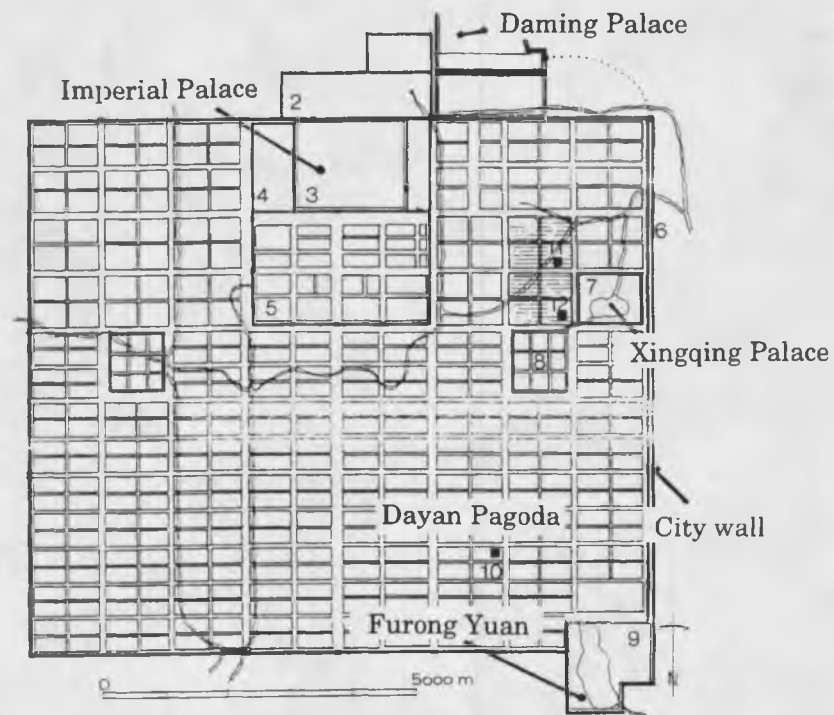 Daming Palace
Imperial Palace
2
4
3
6
11
7
12
5
Xingqing Palace
8
Dayan Pagoda
City wall
10
Furong Yuan
9
0
5000 m
N